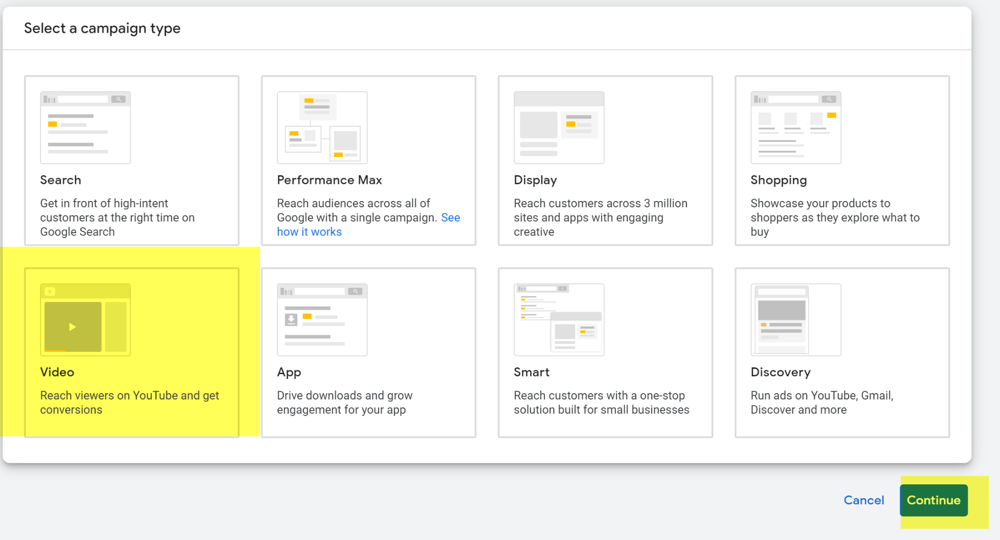 Select a campaign type
Search
Get in front of high-intent
customers at the right time on
Google Search
Performance Max
Reach audiences across all of
Google with a single campaign. See
how it works
Display
Reach customers across 3 million
sites and apps with engaging
creative
Shopping
Showcase your products to
shoppers as they explore what to
buy
Video
Reach viewers on YouTube and get
conversions
App
Drive downloads and grow
engagement for your app
Smart
Reach customers with a one-stop
solution built for small businesses
Discovery
Run ads on YouTube, Gmail,
Discover and more
Cancel
Continue